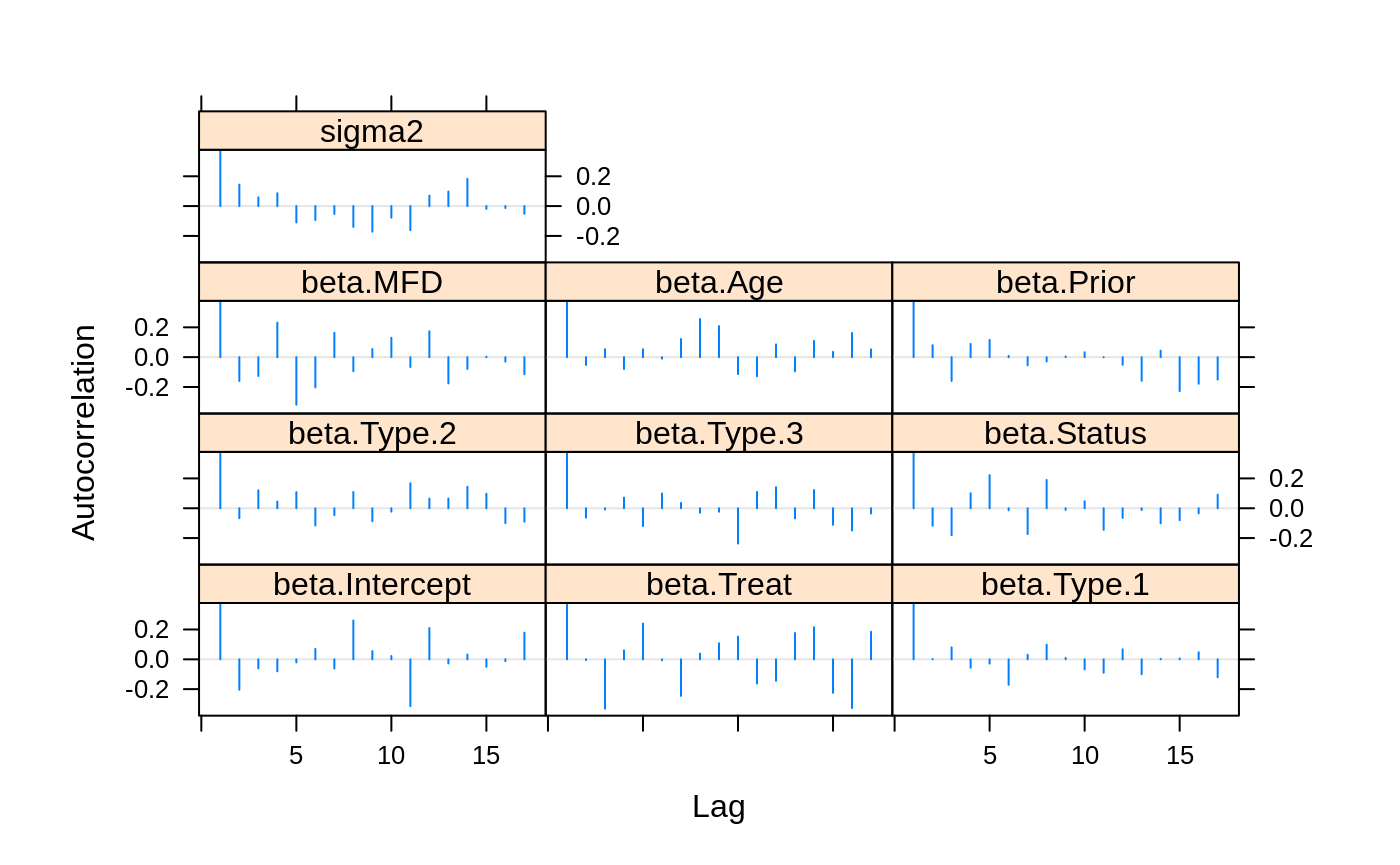 sigma2
0.2
0.0
-0.2
beta.MFD beta.Age beta.Prior
0.2
0.0
-0.2
beta.Type.2 beta.Type.3 beta.Status
0.2
0.0
-0.2
beta.Intercept beta.Treat beta.Type.1
0.2
0.0
-0.2
5 10 15 5 10 15
Lag
Autocorrelation